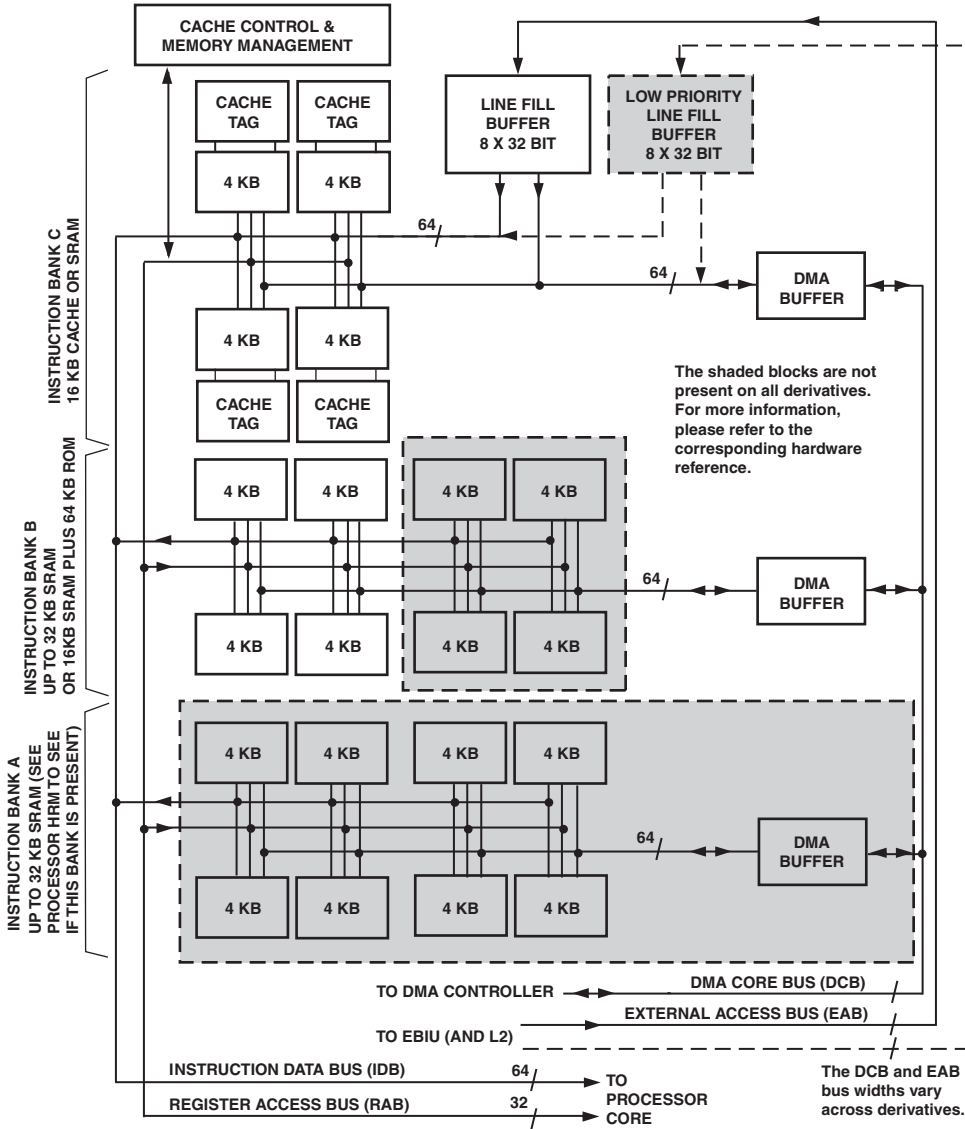 CACHE CONTROL &
MEMORY MANAGEMENT
CACHE
TAG
CACHE
TAG
LINE FILL
BUFFER
8 X 32 BIT
LOW PRIORITY
LINE FILL
BUFFER
8 X 32 BIT
4 KB
4 KB
64
64
DMA
BUFFER
INSTRUCTION BANK C
16 KB CACHE OR SRAM
4 KB
4 KB
CACHE
TAG
CACHE
TAG
The shaded blocks are not
present on all derivatives.
For more information,
please refer to the
corresponding hardware
reference.
INSTRUCTION BANK B
UP TO 32 KB SRAM
OR 16KB SRAM PLUS 64 KB ROM
4 KB
4 KB
4 KB
4 KB
64
DMA
BUFFER
4 KB
4 KB
4 KB
4 KB
INSTRUCTION BANK A
UP TO 32 KB SRAM (SEE
PROCESSOR HRM TO SEE
IF THIS BANK IS PRESENT)
4 KB
4 KB
4 KB
4 KB
64
DMA
BUFFER
4 KB
4 KB
4 KB
4 KB
TO DMA CONTROLLER
DMA CORE BUS (DCB)
EXTERNAL ACCESS BUS (EAB)
TO EBIU (AND L2)
INSTRUCTION DATA BUS (IDB)
64
REGISTER ACCESS BUS (RAB)
32
TO
PROCESSOR
CORE
The DCB and EAB
bus widths vary
across derivatives.